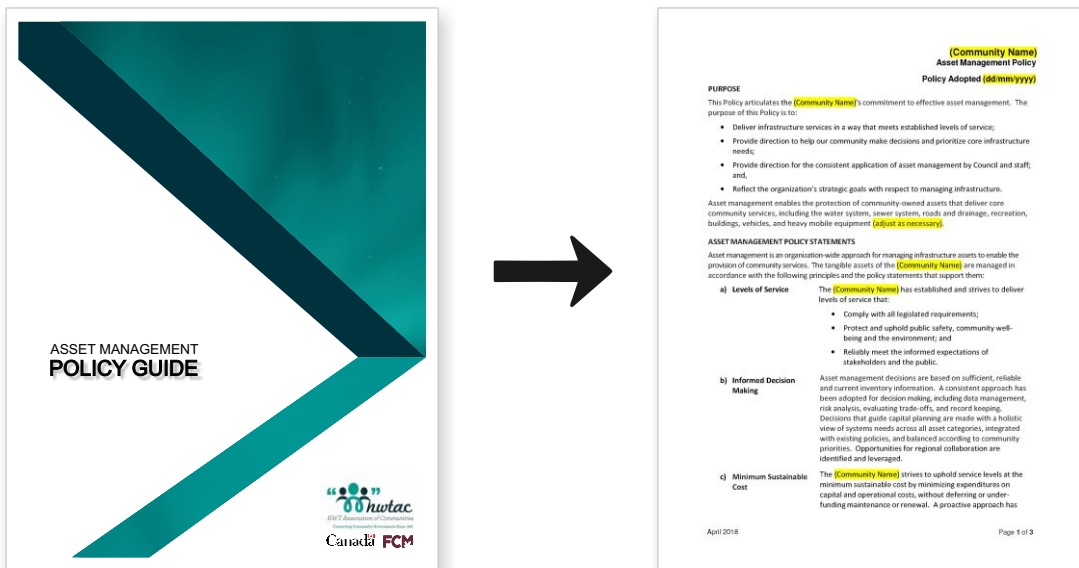 ASSET MANAGEMENT
POLICY GUIDE
nwtac
NWT Association of Communities
Canada
FCM
(Community Name)
Asset Management Policy
Policy Adopted (dd/mm/yyyy)
PURPOSE
This Policy articulates the (Community Name)'s commitment to effective asset management. The
purpose of this Policy is to:
• Deliver infrastructure services in a way that meets established levels of service;
• Provide direction to help our community make decisions and prioritize core infrastructure
needs;
• Provide direction for the consistent application of asset management by Council and staff;
and,
• Reflect the organization's strategic goals with respect to managing infrastructure.
Asset management enables the protection of community-owned assets that deliver core
community services, including the water system, sewer system, roads and drainage, recreation,
buildings, vehicles, and heavy mobile equipment (adjust as necessary).
ASSET MANAGEMENT POLICY STATEMENTS
Asset management is an organization-wide approach for managing infrastructure assets to enable the
provision of community services. The tangible assets of the (Community Name) are managed in
accordance with the following principles and the policy statements that support them:
a) Levels of Service
The (Community Name) has established and strives to deliver
levels of service that:
• Comply with all legislated requirements;
• Protect and uphold public safety, community well-
being and the environment; and
• Reliably meet the informed expectations of
stakeholders and the public.
b) Informed Decision
Making
Asset management decisions are based on sufficient, reliable
and current inventory information. A consistent approach has
been adopted for decision making, including data management,
risk analysis, evaluating trade-offs, and record keeping.
Decisions that guide capital planning are made with a holistic
view of systems needs across all asset categories, integrated
with existing policies, and balanced according to community
priorities. Opportunities for regional collaboration are
identified and leveraged.
c) Minimum Sustainable
Cost
The (Community Name) strives to uphold service levels at the
minimum sustainable cost by minimizing expenditures on
capital and operational costs, without deferring or under-
funding maintenance or renewal. A proactive approach has
April 2018
Page 1 of 3